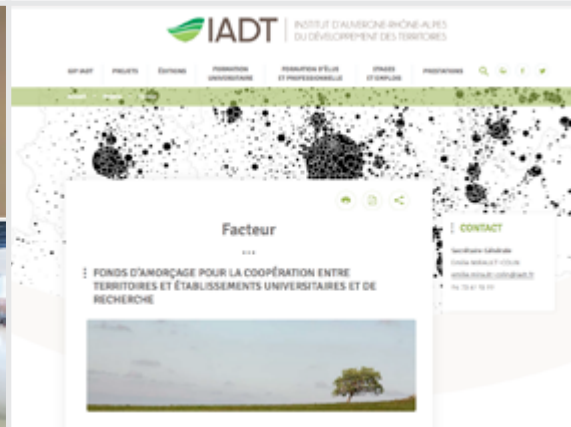 IADT
INSTITUT D'AUVERGNE-RHÔNE-ALPES
DU DÉVELOPPEMENT DES TERRITOIRES
GIP IADT
PROJETS
ÉDITIONS
FORMATION
UNIVERSITAIRE
FORMATION D'ÉLUS
ET PROFESSIONNELLE
STAGES
ET EMPLOIS
PRESTATIONS
Facteur
FONDS D'AMORÇAGE POUR LA COOPÉRATION ENTRE
TERRITOIRES ET ÉTABLISSEMENTS UNIVERSITAIRES ET DE
RECHERCHE
CONTACT
Secrétaire Générale